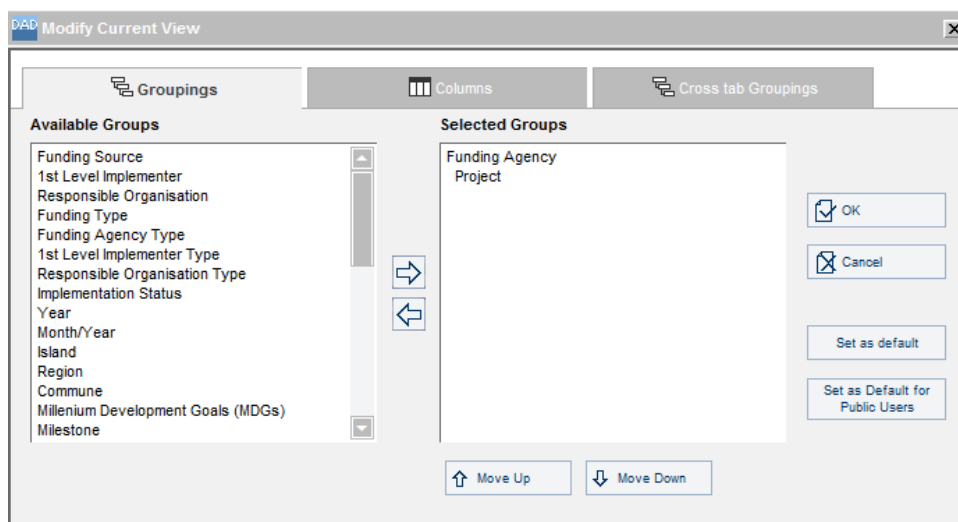 DAD Modify Current View
Groupings
Columns
Cross tab Groupings
Available Groups
Funding Source
1st Level Implementer
Responsible Organisation
Funding Type
Funding Agency Type
1st Level Implementer Type
Responsible Organisation Type
Implementation Status
Year
Month/Year
Island
Region
Commune
Millenium Development Goals (MDGs)
Milestone
Selected Groups
Funding Agency
Project
OK
Cancel
Set as default
Set as Default for
Public Users
Move Up
Move Down